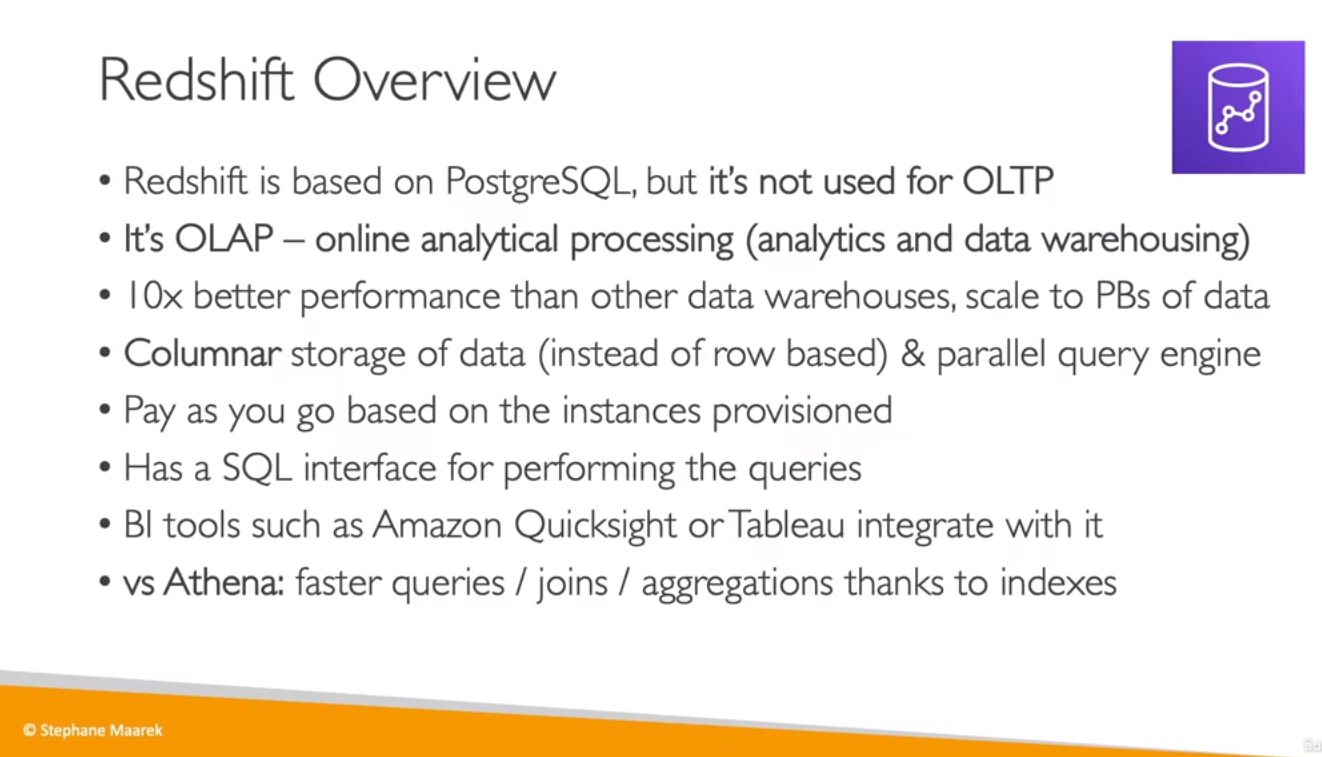 Redshift Overview
• Redshift is based on PostgreSQL, but it's not used for OLTP
• It's OLAP – online analytical processing (analytics and data warehousing)
• 10x better performance than other data warehouses, scale to PBs of data
• Columnar storage of data (instead of row based) & parallel query engine
• Pay as you go based on the instances provisioned
• Has a SQL interface for performing the queries
• BI tools such as Amazon Quicksight or Tableau integrate with it
• vs Athena: faster queries / joins / aggregations thanks to indexes
© Stephane Maarek